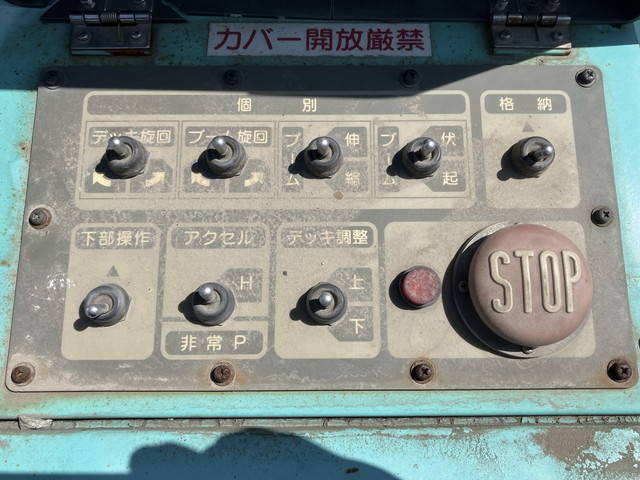 カバー開放厳禁
個 別
格 納
デッキ旋回
ブーム旋回
ブーム
伸
縮
ブーム
伏
起
下部操作
アクセル
デッキ調整
H
上
下
非常 P
STOP